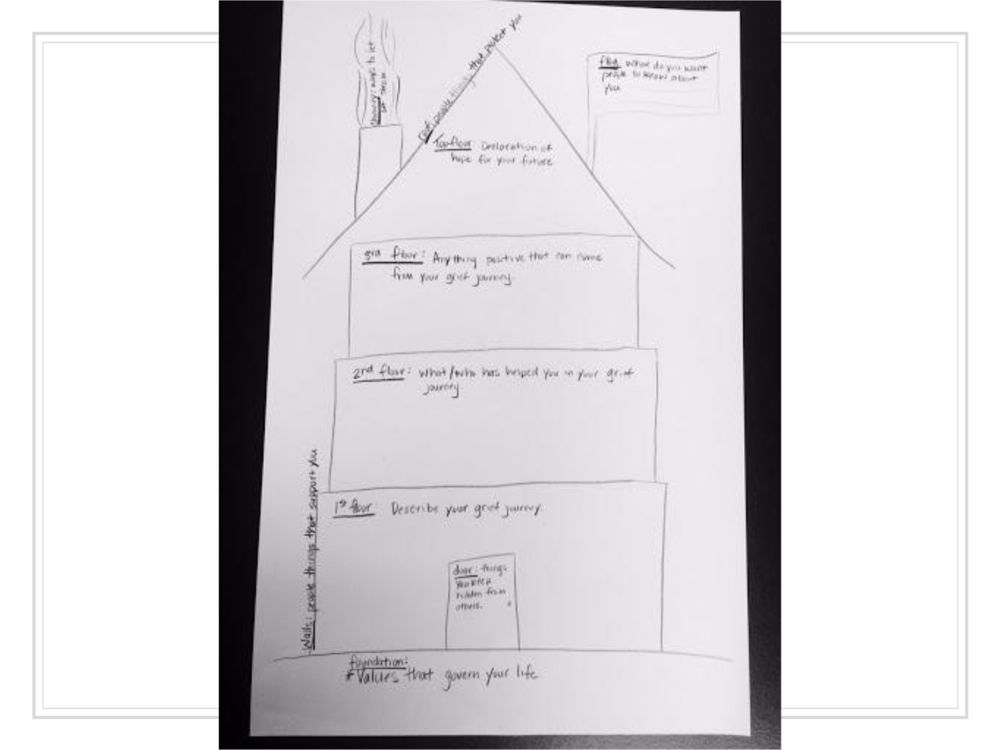 Chimney: ways to let off steam
roof: people things that protect you
flag What do you want
people to know about
you
Top floor Declaration of
hope for your future
3rd floor: Anything positive that can come
from your grief journey.
2nd floor: What/who has helped you in your grief
journey.
Walls: people things that support you
1st floor: Describe your grief journey.
door: things
you keep
hidden from
others.
foundation:
*Values that govern your life